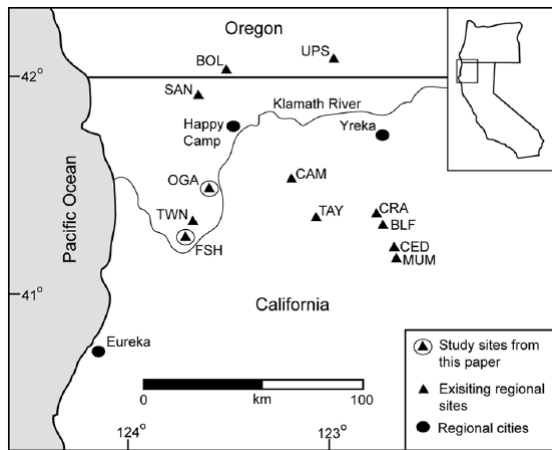 Oregon
UPS
BOL
42°
SAN
Klamath River
Happy
Camp
Yreka
OGA
CAM
TWN
TAY
CRA
BLF
FSH
CED
MUM
Pacific Ocean
41°
California
Eureka
Study sites from
this paper
Exisiting regional
sites
Regional cities
0
100
km
124°
123°